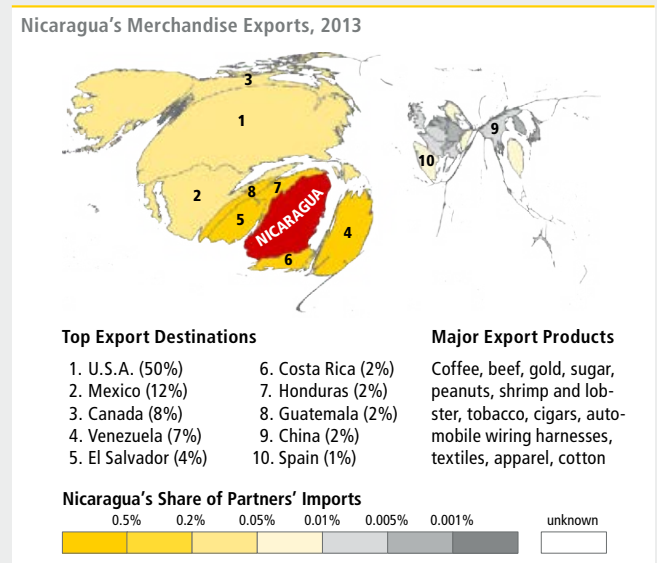 Nicaragua's Merchandise Exports, 2013
3
1
9
10
2
8
7
NICARAGUA
5
4
6
Top Export Destinations
1. U.S.A. (50%)
2. Mexico (12%)
3. Canada (8%)
4. Venezuela (7%)
5. El Salvador (4%)
6. Costa Rica (2%)
7. Honduras (2%)
8. Guatemala (2%)
9. China (2%)
10. Spain (1%)
Major Export Products
Coffee, beef, gold, sugar,
peanuts, shrimp and lob-
ster, tobacco, cigars, auto-
mobile wiring harnesses,
textiles, apparel, cotton
Nicaragua's Share of Partners' Imports
0.5% 0.2% 0.05% 0.01% 0.005% 0.001% unknown